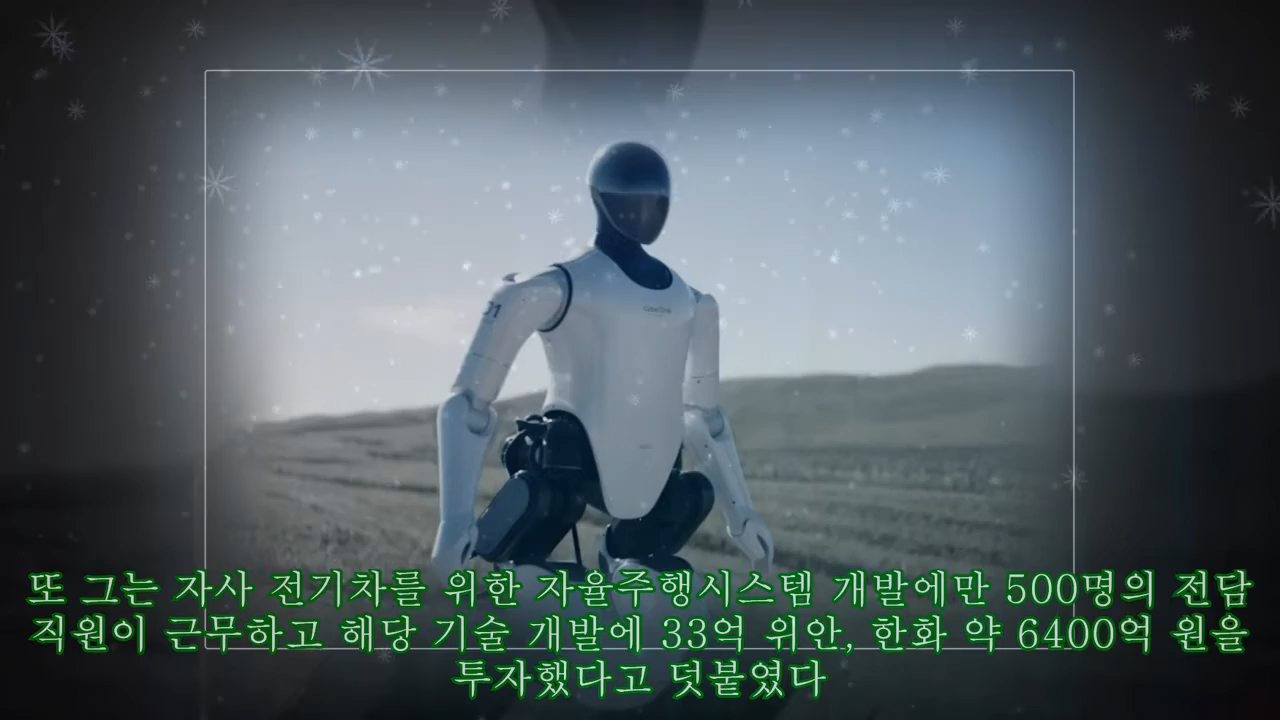 CyberOne
또 그는 자사 전기차를 위한 자율주행시스템 개발에만 500명의 전담
직원이 근무하고 해당 기술 개발에 33억 위안, 한화 약 6400억 원을
투자했다고 덧붙였다